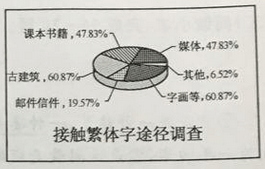 课本书籍，47.83%
媒体，47.83%
古建筑，60.87%
其他，6.52%
邮件信件，19.57%
字画等，60.87%
接触繁体字途径调查